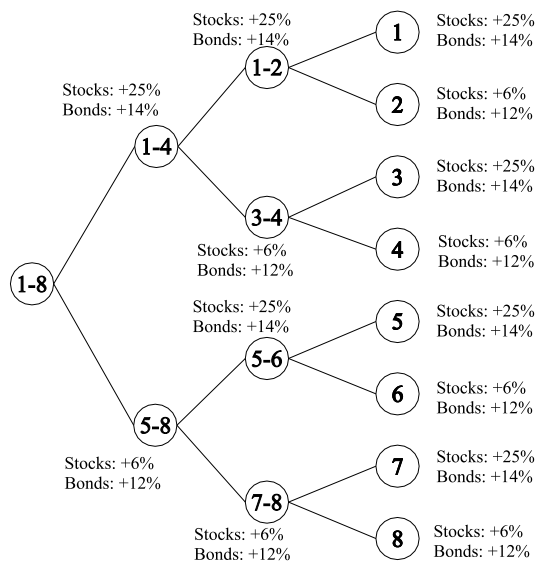 Stocks: +25%
Bonds: +14%
1-2
1
Stocks: +25%
Bonds: +14%
2
Stocks: +6%
Bonds: +12%
Stocks: +25%
Bonds: +14%
1-4
3
Stocks: +25%
Bonds: +14%
3-4
Stocks: +6%
Bonds: +12%
4
Stocks: +6%
Bonds: +12%
1-8
Stocks: +25%
Bonds: +14%
5-6
5
Stocks: +25%
Bonds: +14%
6
Stocks: +6%
Bonds: +12%
5-8
Stocks: +6%
Bonds: +12%
7
Stocks: +25%
Bonds: +14%
7-8
Stocks: +6%
Bonds: +12%
8
Stocks: +6%
Bonds: +12%